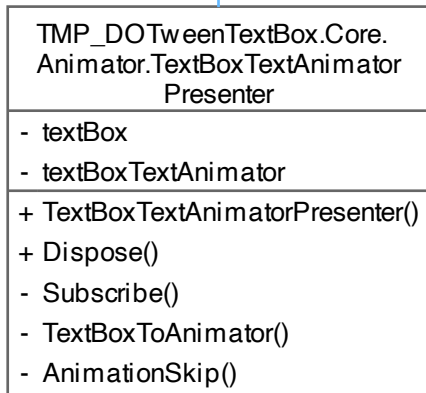 TMP_DOTweenTextBox.Core.
Animator.TextBoxTextAnimator
Presenter
- textBox
- textBoxTextAnimator
+ TextBoxTextAnimatorPresenter()
+ Dispose()
- Subscribe()
- TextBoxToAnimator()
- AnimationSkip()